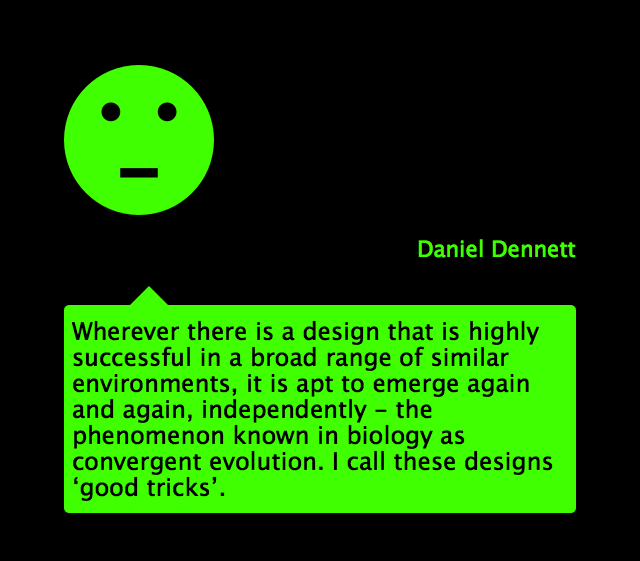 Daniel Dennett
Wherever there is a design that is highly
successful in a broad range of similar
environments, it is apt to emerge again
and again, independently – the
phenomenon known in biology as
convergent evolution. I call these designs
‘good tricks’.